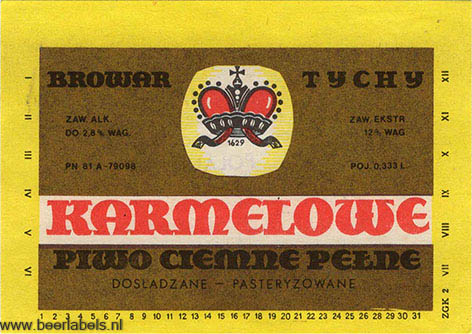 BROWAR TYCHY
ZAW. ALK. ZAW. EKSTR
DO 2,8% WAG. 12% WAG
1629
PN 81 A-79098 POJ. 0,333 L
KARMELOWE
PIWO CIEMNE PEŁNE
DOSŁADZANE - PASTERYZOWANE
I II III IV V VI
XII XI X IX VIII VII
ZGK 2
1 2 3 4 5 6 7 8 9 10 11 12 13 14 15 16 17 18 19 20 21 22 23 24 25 26 27 28 29 30 31
www.beerlabels.nl